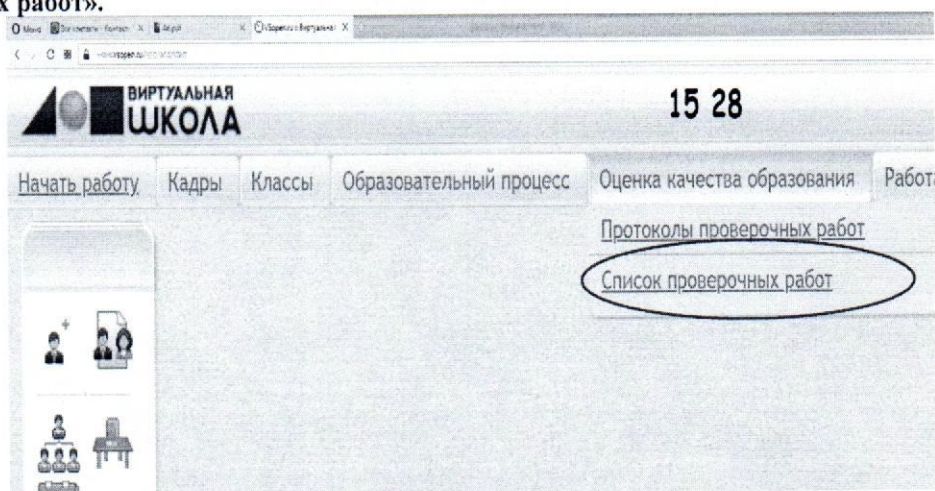 х работ».
ВИРТУАЛЬНАЯ
ШКОЛА
15 28
Начать работу Кадры Классы Образовательный процесс Оценка качества образования Работа
Протоколы проверочных работ
Список проверочных работ